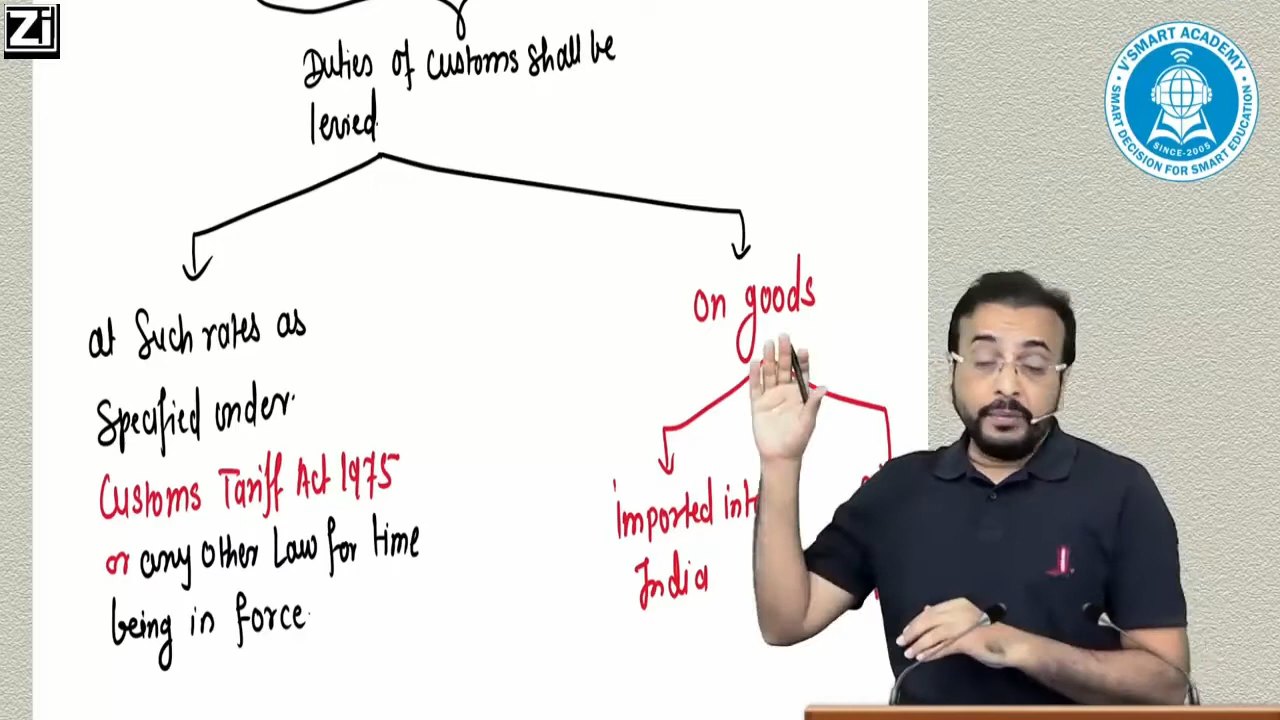 Zi
Duties of customs shall be
levied
at such rates as
specified under
Customs Tariff Act 1975
or any other Law for time
being in force
on goods
imported
India
V'SMART ACADEMY
SINCE-2005
SMART DECISION FOR SMART EDUCATION